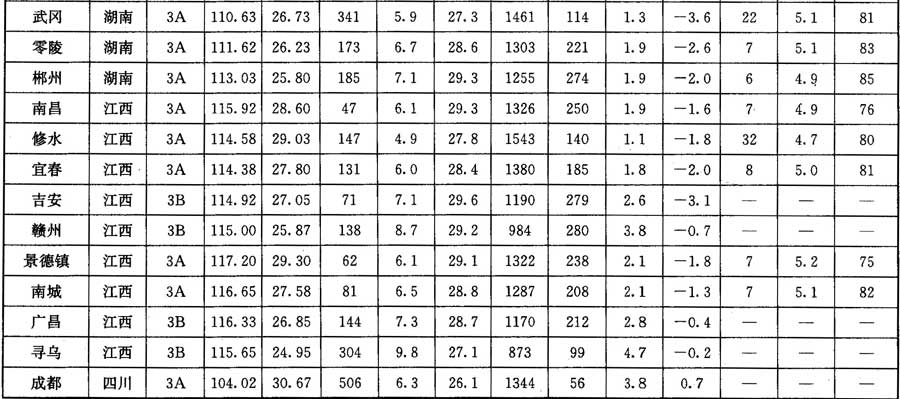 武冈 湖南 3A 110.63 26.73 341 5.9 27.3 1461 114 1.3 -3.6 22 5.1 81
零陵 湖南 3A 111.62 26.23 173 6.7 28.6 1303 221 1.9 -2.6 7 5.1 83
郴州 湖南 3A 113.03 25.80 185 7.1 29.3 1255 274 1.9 -2.0 6 4.9 85
南昌 江西 3A 115.92 28.60 47 6.1 29.3 1326 250 1.9 -1.6 7 4.9 76
修水 江西 3A 114.58 29.03 147 4.9 27.8 1543 140 1.1 -1.8 32 4.7 80
宜春 江西 3A 114.38 27.80 131 6.0 28.4 1380 185 1.8 -2.0 8 5.0 81
吉安 江西 3B 114.92 27.05 71 7.1 29.6 1190 279 2.6 -3.1 — — —
赣州 江西 3B 115.00 25.87 138 8.7 29.2 984 280 3.8 -0.7 — — —
景德镇 江西 3A 117.20 29.30 62 6.1 29.1 1322 238 2.1 -1.8 7 5.2 75
南城 江西 3A 116.65 27.58 81 6.5 28.8 1287 208 2.1 -1.3 7 5.1 82
广昌 江西 3B 116.33 26.85 144 7.3 28.7 1170 212 2.8 -0.4 — — —
寻乌 江西 3B 115.65 24.95 304 9.8 27.1 873 99 4.7 -0.2 — — —
成都 四川 3A 104.02 30.67 506 6.3 26.1 1344 56 3.8 0.7 — — —